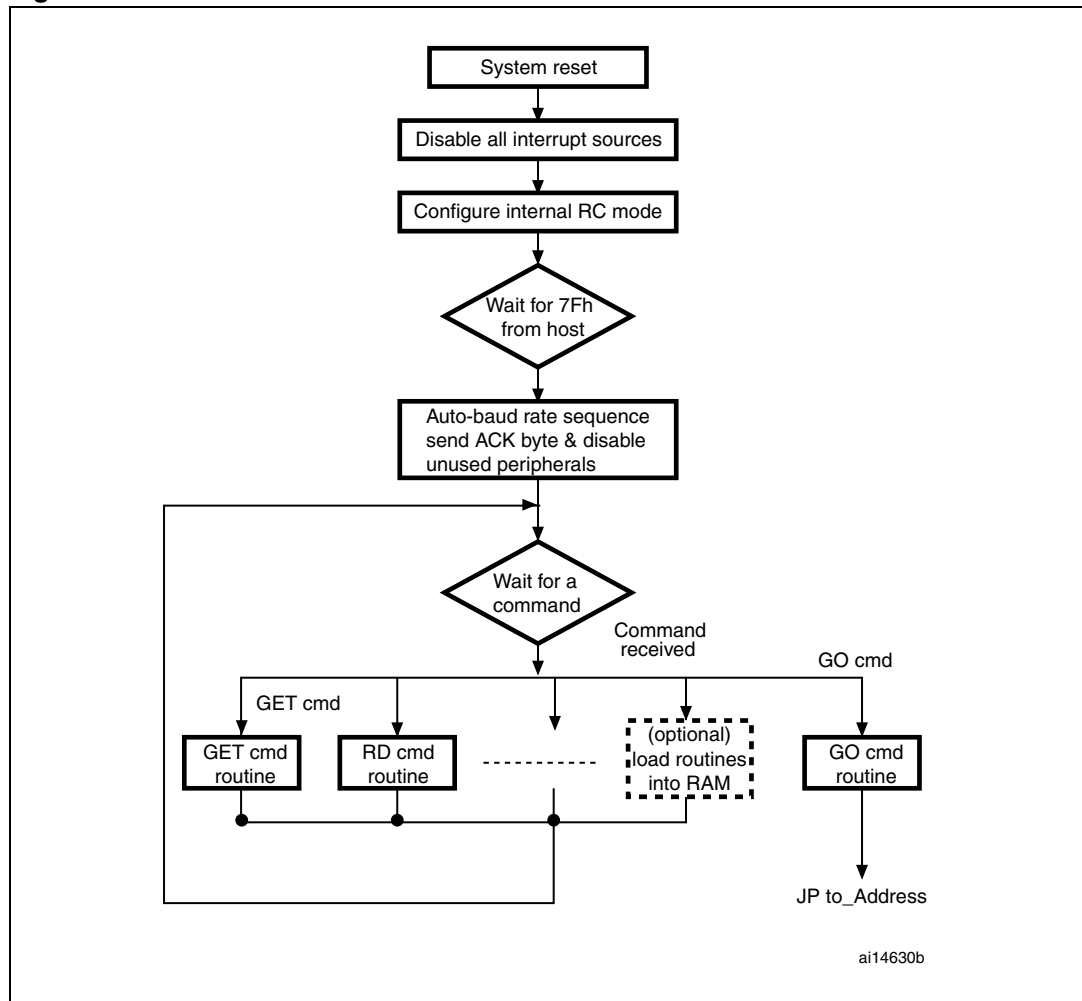 System reset
Disable all interrupt sources
Configure internal RC mode
Wait for 7Fh
from host
Auto-baud rate sequence
send ACK byte & disable
unused peripherals
Wait for a
command
Command
received
GO cmd
GET cmd
GET cmd
routine
RD cmd
routine
(optional)
load routines
into RAM
GO cmd
routine
JP to_Address
ai14630b